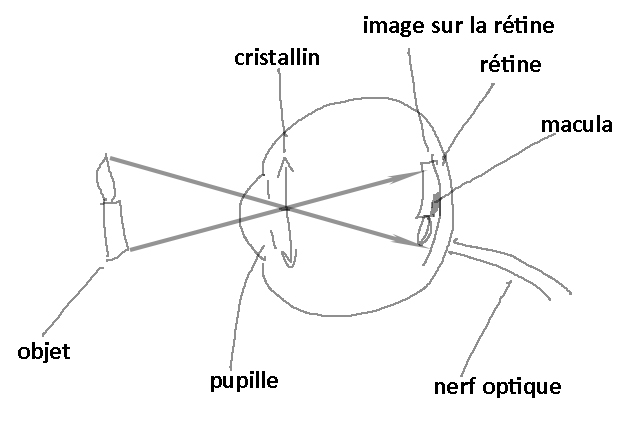 image sur la rétine
cristallin
rétine
macula
objet
pupille
nerf optique